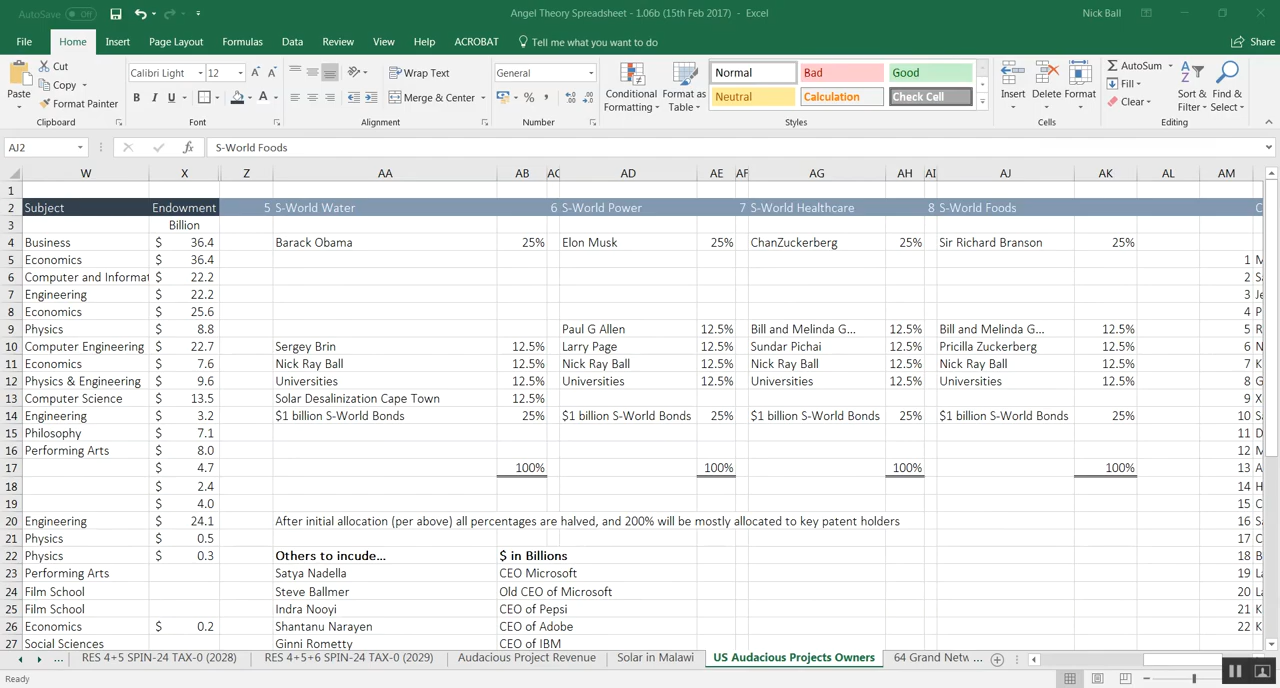 AutoSave Off
Angel Theory Spreadsheet - 1.06b (15th Feb 2017) - Excel
Nick Ball
File Home Insert Page Layout Formulas Data Review View Help ACROBAT Tell me what you want to do Share
Cut
Copy
Format Painter
Paste
Clipboard
Calibri Light 12
B I U
Font
Wrap Text
Merge & Center
Alignment
General
% ,
Number
Conditional Formatting
Format as Table
Normal Bad Good
Neutral Calculation Check Cell
Styles
Insert Delete Format
Cells
AutoSum
Fill
Clear
Sort & Filter
Find & Select
Editing
AJ2 fx S-World Foods
W X Z AA AB AC AD AE AF AG AH AI AJ AK AL AM
1
2 Subject Endowment 5 S-World Water 6 S-World Power 7 S-World Healthcare 8 S-World Foods
3 Billion
4 Business $ 36.4 Barack Obama 25% Elon Musk 25% ChanZuckerberg 25% Sir Richard Branson 25%
5 Economics $ 36.4 1 M
6 Computer and Informat $ 22.2 2 Sa
7 Engineering $ 22.2 3 Je
8 Economics $ 25.6 4 P
9 Physics $ 8.8 Paul G Allen 12.5% Bill and Melinda G... 12.5% Bill and Melinda G... 12.5% 5 R
10 Computer Engineering $ 22.7 Sergey Brin 12.5% Larry Page 12.5% Sundar Pichai 12.5% Pricilla Zuckerberg 12.5% 6 N
11 Economics $ 7.6 Nick Ray Ball 12.5% Nick Ray Ball 12.5% Nick Ray Ball 12.5% Nick Ray Ball 12.5% 7 K
12 Physics & Engineering $ 9.6 Universities 12.5% Universities 12.5% Universities 12.5% Universities 12.5% 8 G
13 Computer Science $ 13.5 Solar Desalinization Cape Town 12.5% 9 X
14 Engineering $ 3.2 $1 billion S-World Bonds 25% $1 billion S-World Bonds 25% $1 billion S-World Bonds 25% $1 billion S-World Bonds 25% 10 Sa
15 Philosophy $ 7.1 11 D
16 Performing Arts $ 8.0 12 M
17 $ 4.7 100% 100% 100% 100% 13 A
18 $ 2.4 14 H
19 $ 4.0 15 C
20 Engineering $ 24.1 After initial allocation (per above) all percentages are halved, and 200% will be mostly allocated to key patent holders 16 Sa
21 Physics $ 0.5 17 C
22 Physics $ 0.3 Others to incude... $ in Billions 18 B
23 Performing Arts Satya Nadella CEO Microsoft 19 La
24 Film School Steve Ballmer Old CEO of Microsoft 20 La
25 Film School Indra Nooyi CEO of Pepsi 21 K
26 Economics $ 0.2 Shantanu Narayen CEO of Adobe 22 K
27 Social Sciences Ginni Rometty CEO of IBM
... RES 4+5 SPIN-24 TAX-0 (2028) RES 4+5+6 SPIN-24 TAX-0 (2029) Audacious Project Revenue Solar in Malawi US Audacious Projects Owners 64 Grand Netw ...
Ready